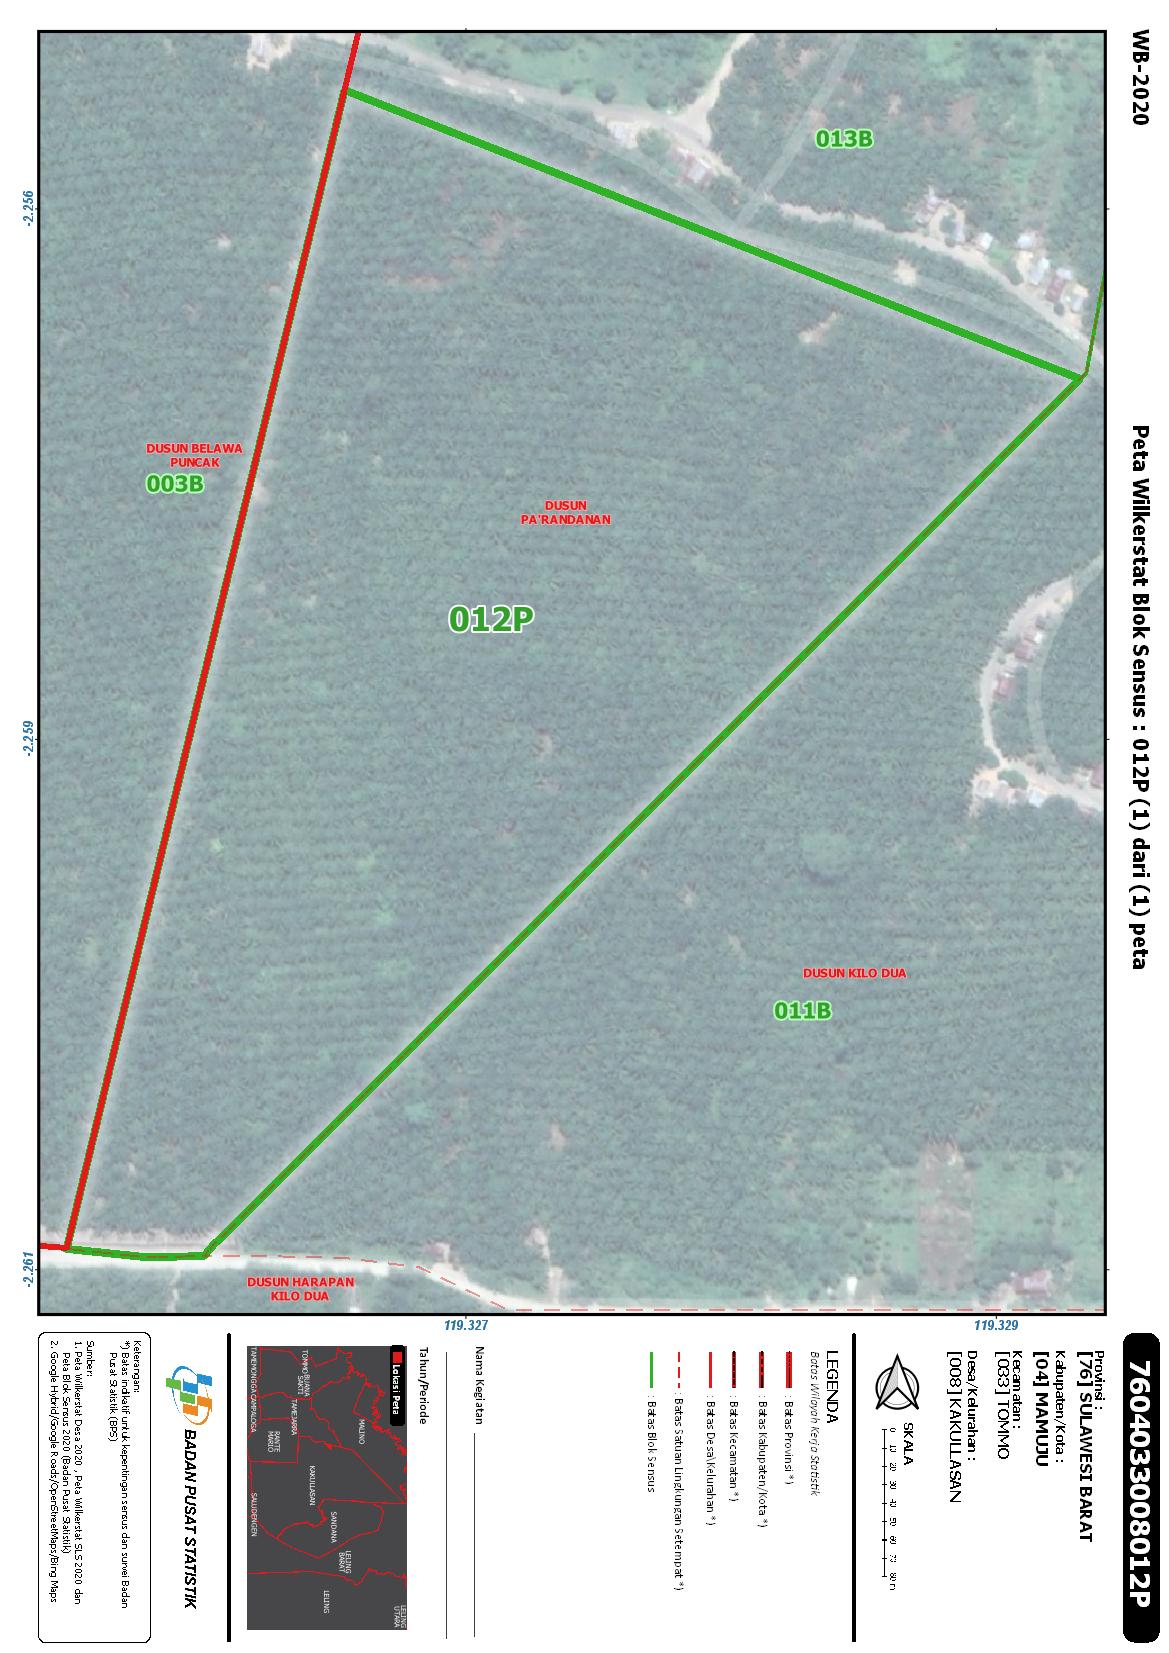 WB-2020
Peta Wilkerstat Blok Sensus : 012P (1) dari (1) peta
013B
DUSUN BELAWA
PUNCAK
003B
DUSUN
PA'RANDANAN
012P
DUSUN KILO DUA
011B
DUSUN HARAPAN
KILO DUA
-2.256
-2.259
-2.261
119.327
119.329
7604033008012P
Provinsi :
[76] SULAWESI BARAT
Kabupaten/Kota :
[04] MAMUJU
Kecamatan :
[033] TOMMO
Desa/Kelurahan :
[008] KAKULLASAN
SKALA
0 10 20 30 40 50 60 70 80 m
LEGENDA
Batas Wilayah Kerja Statistik
: Batas Provinsi *)
: Batas Kabupaten/Kota *)
: Batas Kecamatan *)
: Batas Desa\Kelurahan *)
: Batas Satuan Lingkungan Setempat *)
: Batas Blok Sensus
Nama Kegiatan
Tahun/Periode
Lokasi Peta
MALINO
TOMMO BUANA
SAKTI
TAMEJARRA
RANTE
MARIO
TAMEMONGGA
CAMPALOGA
KAKULLASAN
SANDANA
SALUDENGEN
LELING
BARAT
LELING
LELING
UTARA
BADAN PUSAT STATISTIK
Keterangan:
*) Batas indikatif untuk kepentingan sensus dan survei Badan
Pusat Statistik (BPS)
Sumber:
1. Peta Wilkerstat Desa 2020 , Peta Wilkerstat SLS 2020 dan
Peta Blok Sensus 2020 (Badan Pusat Statistik)
2. Google Hybrid/Google Roads/OpenStreetMaps/Bing Maps